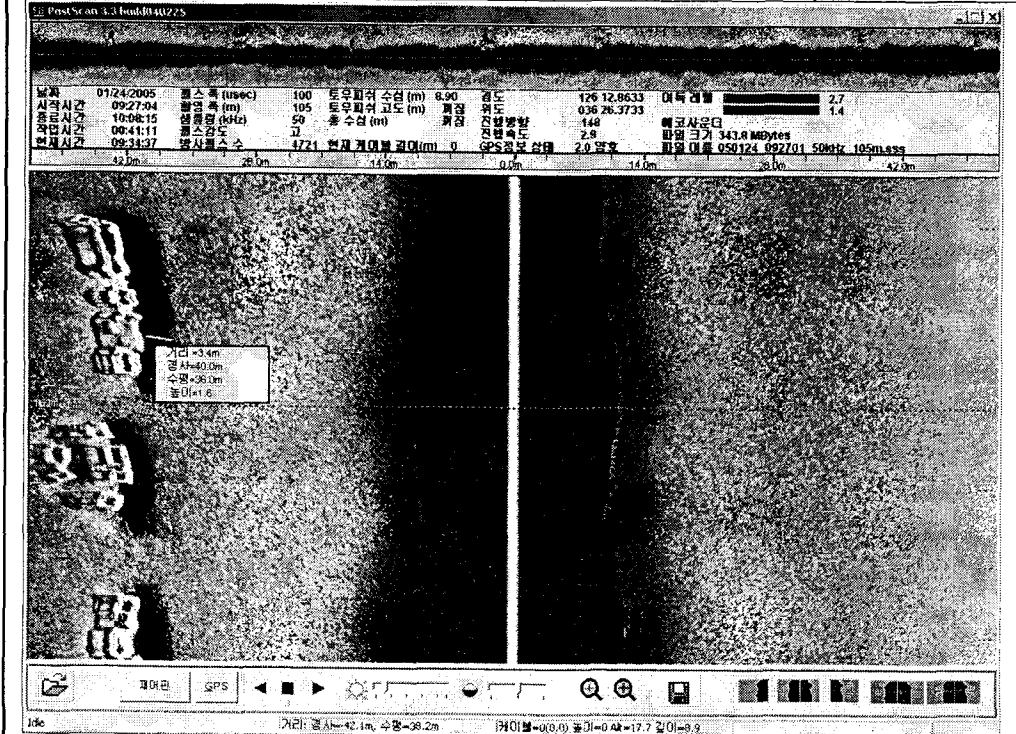 PostScan 3.3 build040225
날짜 01/24/2005 펄스 폭 (usec) 100 토우피쉬 수심 (m) 8.90 경도 126 12.8633 이득 레벨 2.7
시작시간 09:27:04 촬영 폭 (m) 105 토우피쉬 고도 (m) 꺼짐 위도 036 26.3733 1.4
종료시간 10:08:15 샘플링 (kHz) 50 총 수심 (m) 꺼짐 진행방향 148 에코사운더
작업시간 00:41:11 펄스강도 고 진행속도 2.8 파일 크기 343.8 MBytes
현재시간 09:34:37 방사펄스 수 4721 현재 케이블 길이(m) 0 GPS정보 상태 2.0 양호 파일 이름 050124_092701_50kHz_105m.sss
42.0m 28.0m 14.0m 0.0m 14.0m 28.0m 42.0m
거리 =3.4m
경사=40.0m
수평=36.0m
높이=1.6
제어판 GPS
Idle 거리: 경사=-42.1m, 수평=-38.2m 케이블=0(0,0) 높이=0 Alt=17.7 깊이=8.9